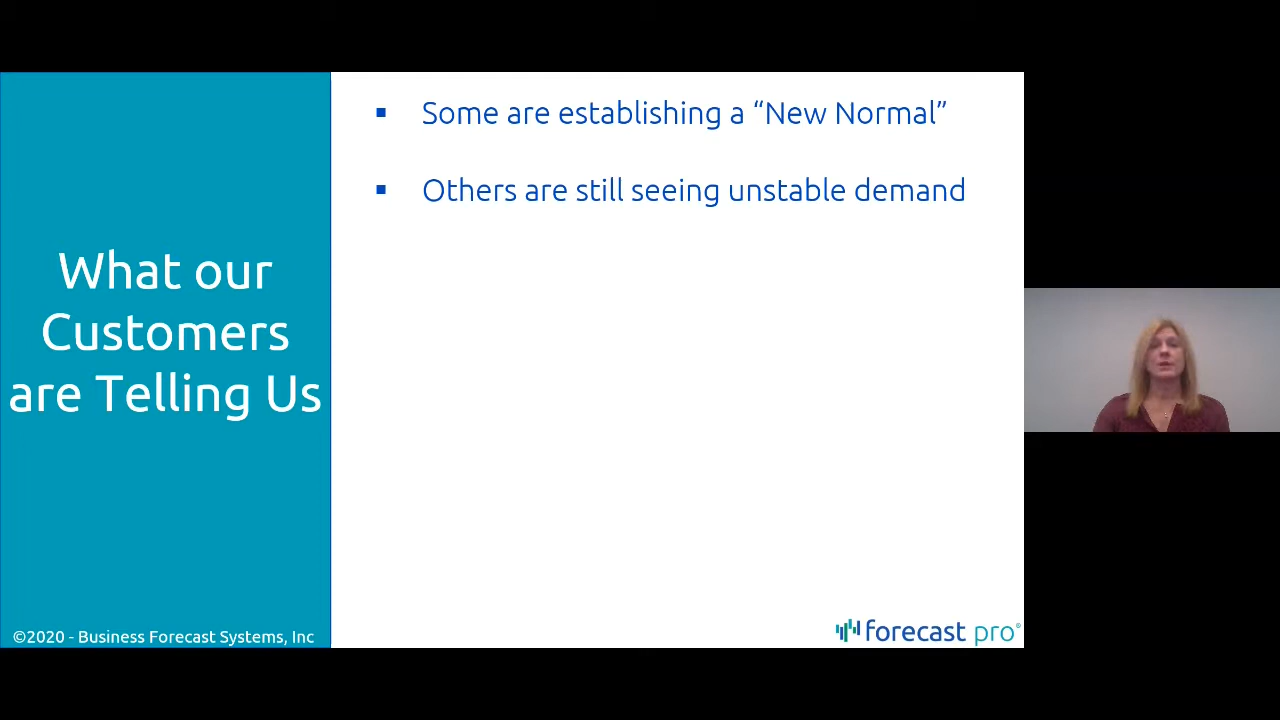 Some are establishing a “New Normal”
Others are still seeing unstable demand
What our
Customers
are Telling Us
©2020 - Business Forecast Systems, Inc
forecast pro®